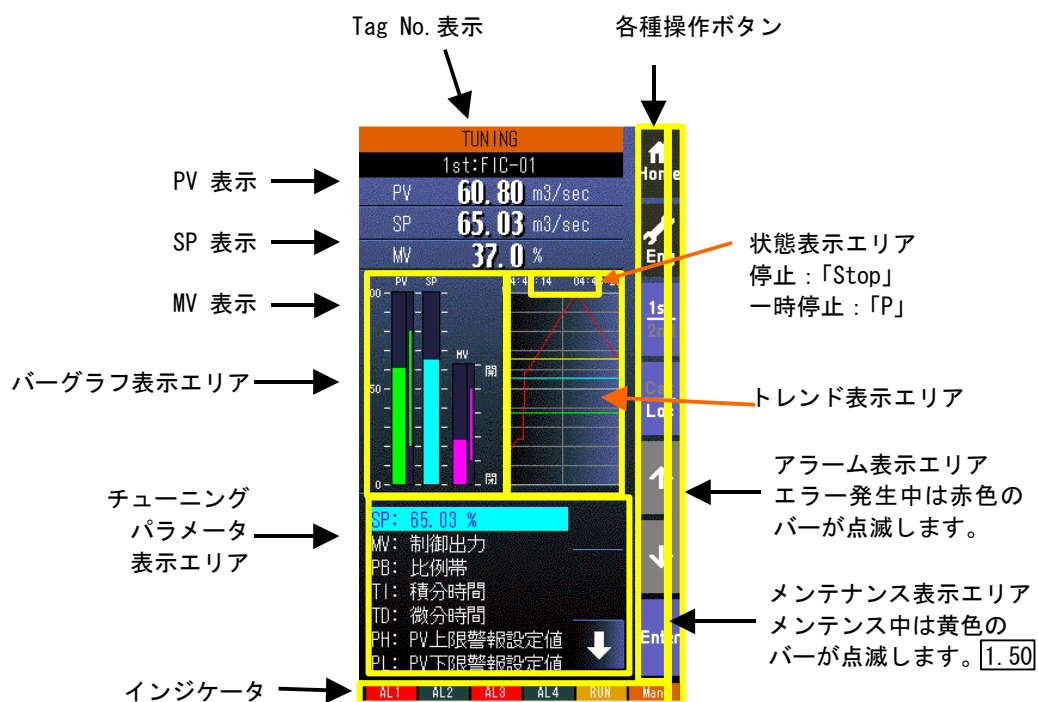 Tag No.表示
各種操作ボタン
TUNING
1st:FIC-01
PV 表示
PV 60.80 m3/sec
SP 表示
SP 65.03 m3/sec
MV 37.0 %
MV 表示
Home
状態表示エリア
停止：「Stop」
一時停止：「P」
PV SP
MV
開
50
0
閉
バーグラフ表示エリア
トレンド表示エリア
Loc
アラーム表示エリア
エラー発生中は赤色の
バーが点滅します。
チューニング
パラメータ
表示エリア
SP: 65.03 %
MV: 制御出力
PB: 比例帯
TI: 積分時間
TD: 微分時間
PH: PV上限警報設定値
PL: PV下限警報設定値
Enter
メンテナンス表示エリア
メンテンス中は黄色の
バーが点滅します。1.50
インジケータ
AL1 AL2 AL3 AL4 RUN Man